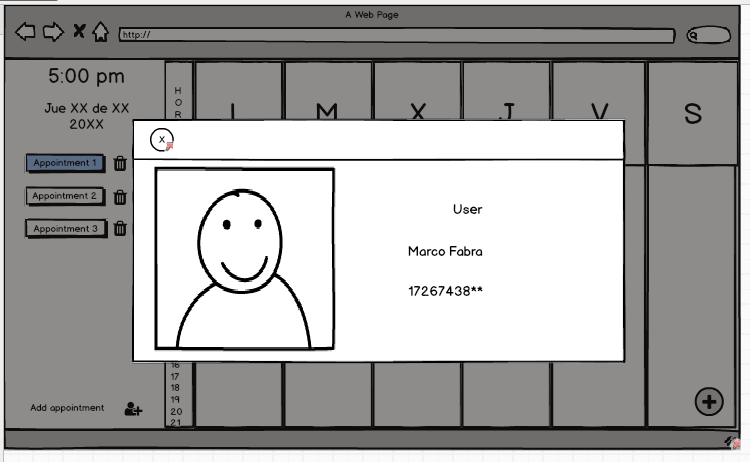 A Web Page
http://
5:00 pm
Jue XX de XX
20XX
Appointment 1
Appointment 2
Appointment 3
Add appointment
H
O
R
L
M
X
J
V
S
X
User
Marco Fabra
17267438**
16
17
18
19
20
21